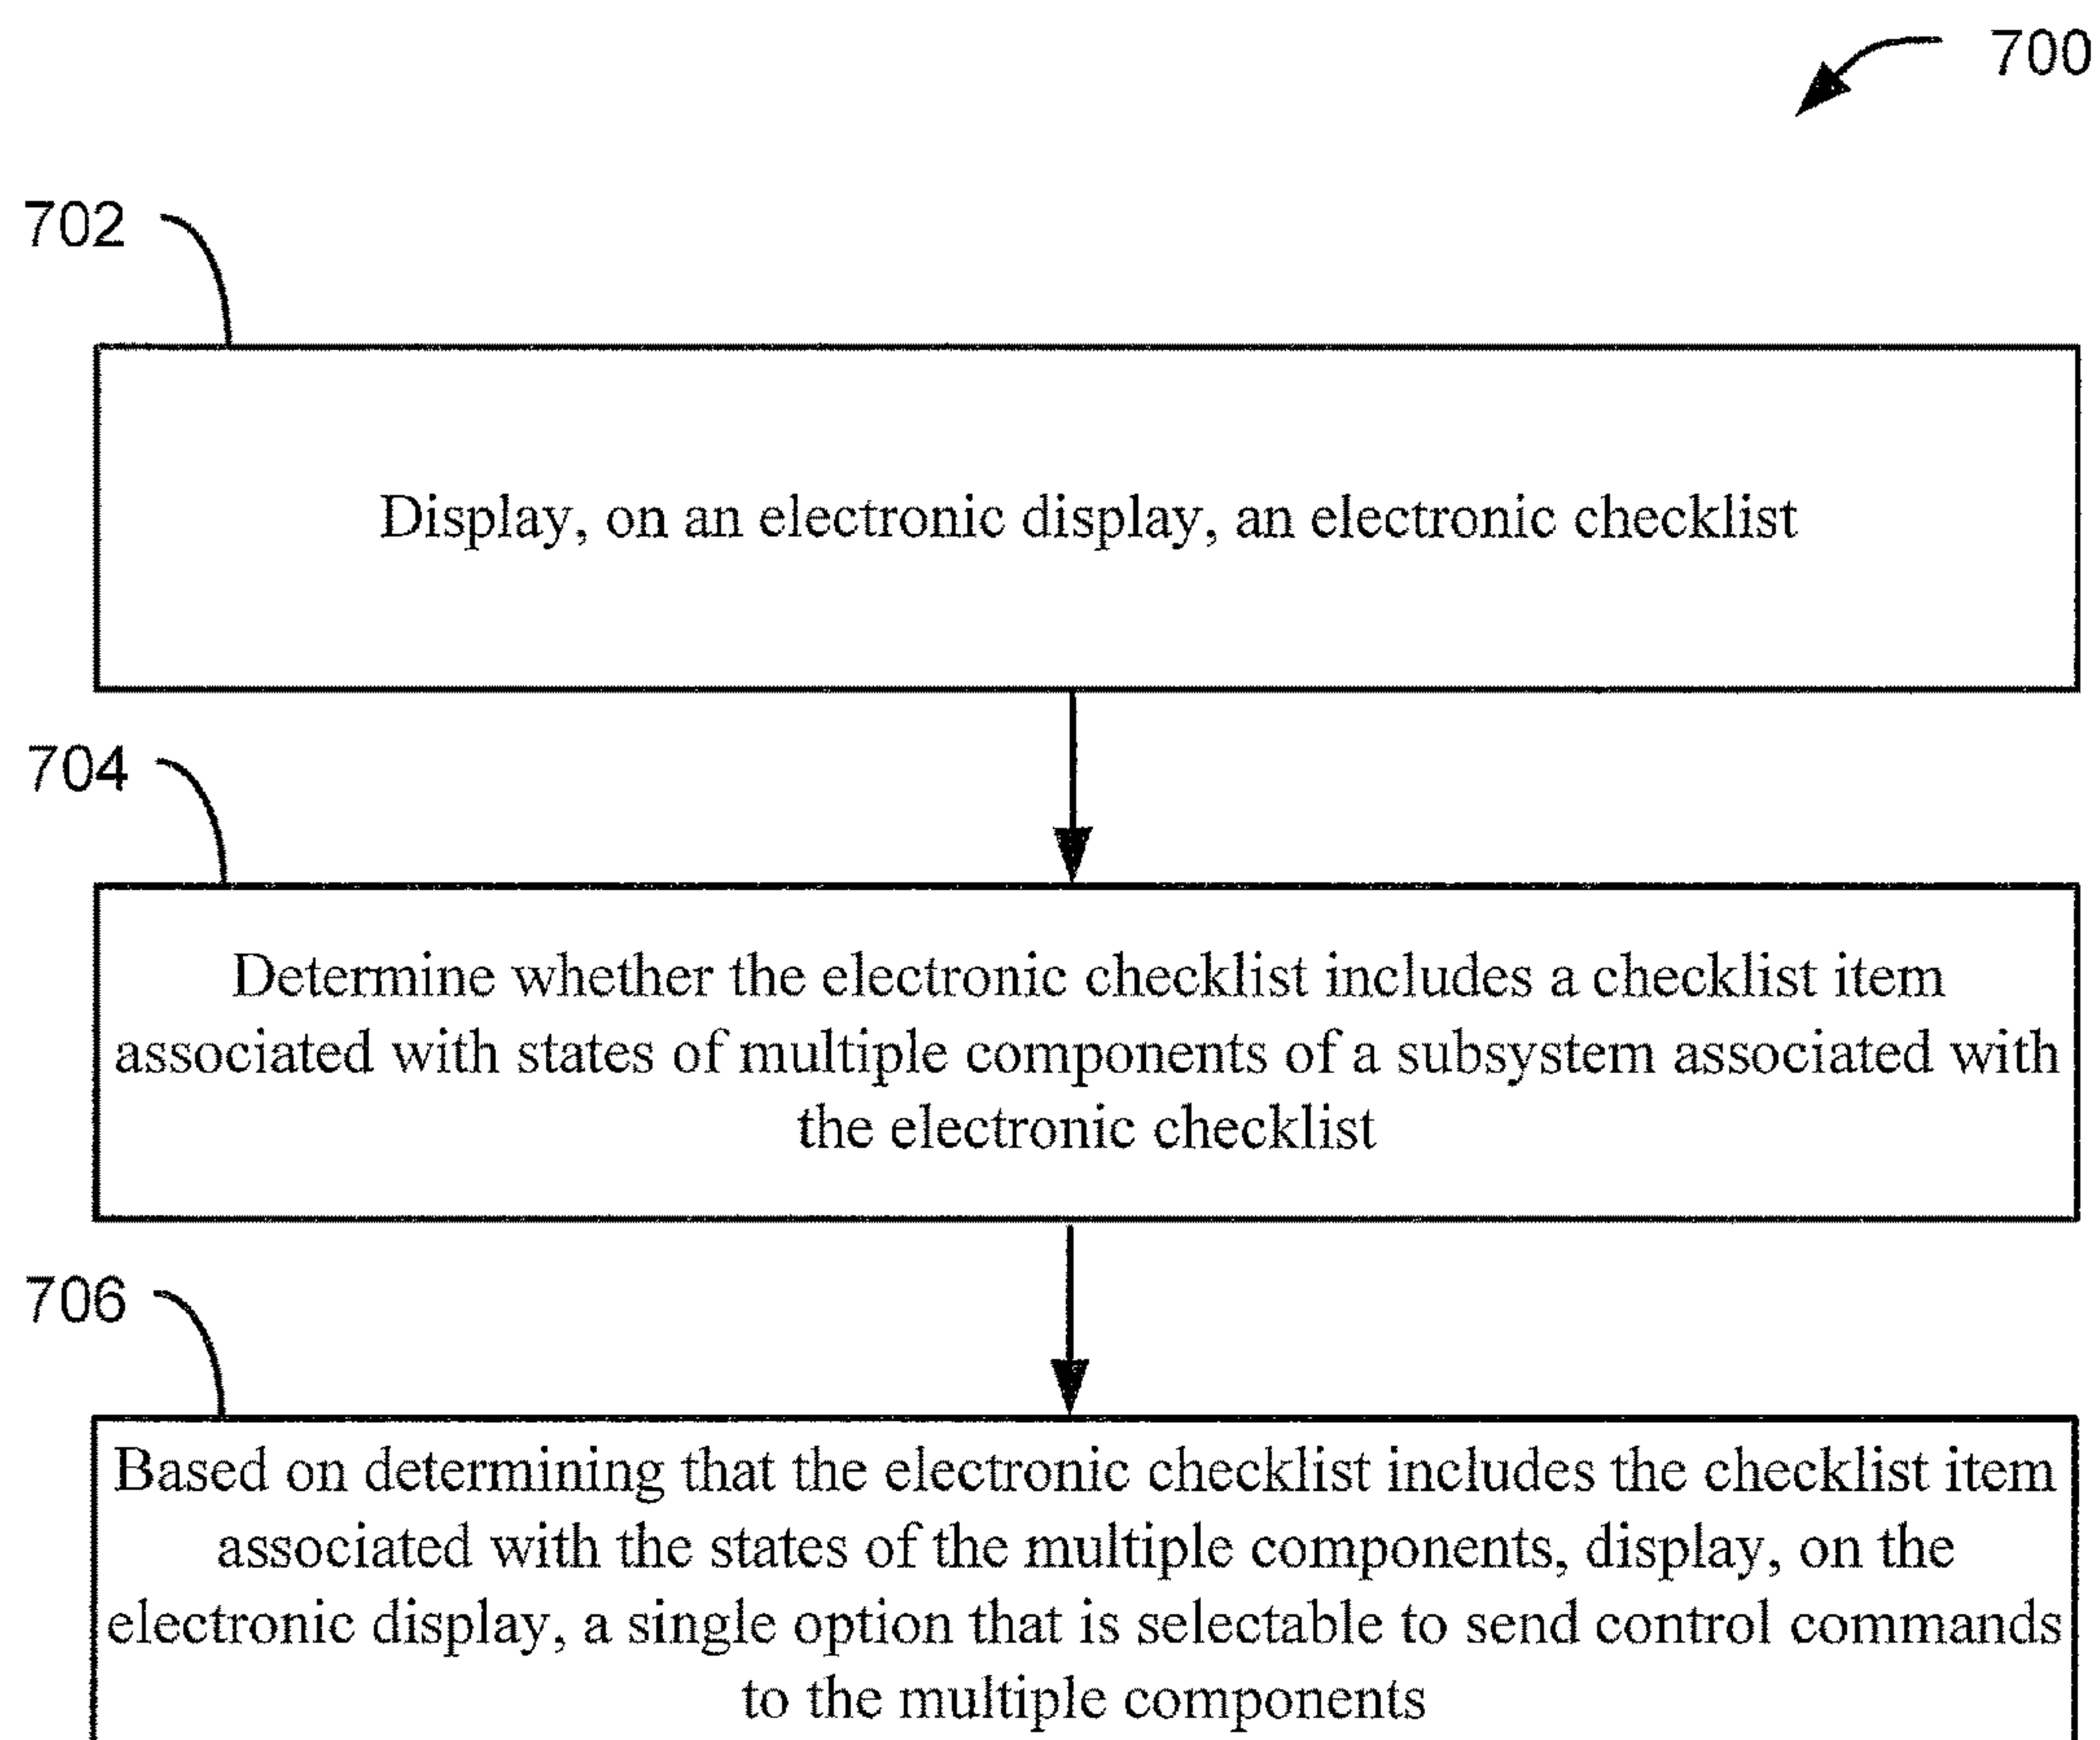 700
702
Display, on an electronic display, an electronic checklist
704
Determine whether the electronic checklist includes a checklist item
associated with states of multiple components of a subsystem associated with
the electronic checklist
706
Based on determining that the electronic checklist includes the checklist item
associated with the states of the multiple components, display, on the
electronic display, a single option that is selectable to send control commands
to the multiple components